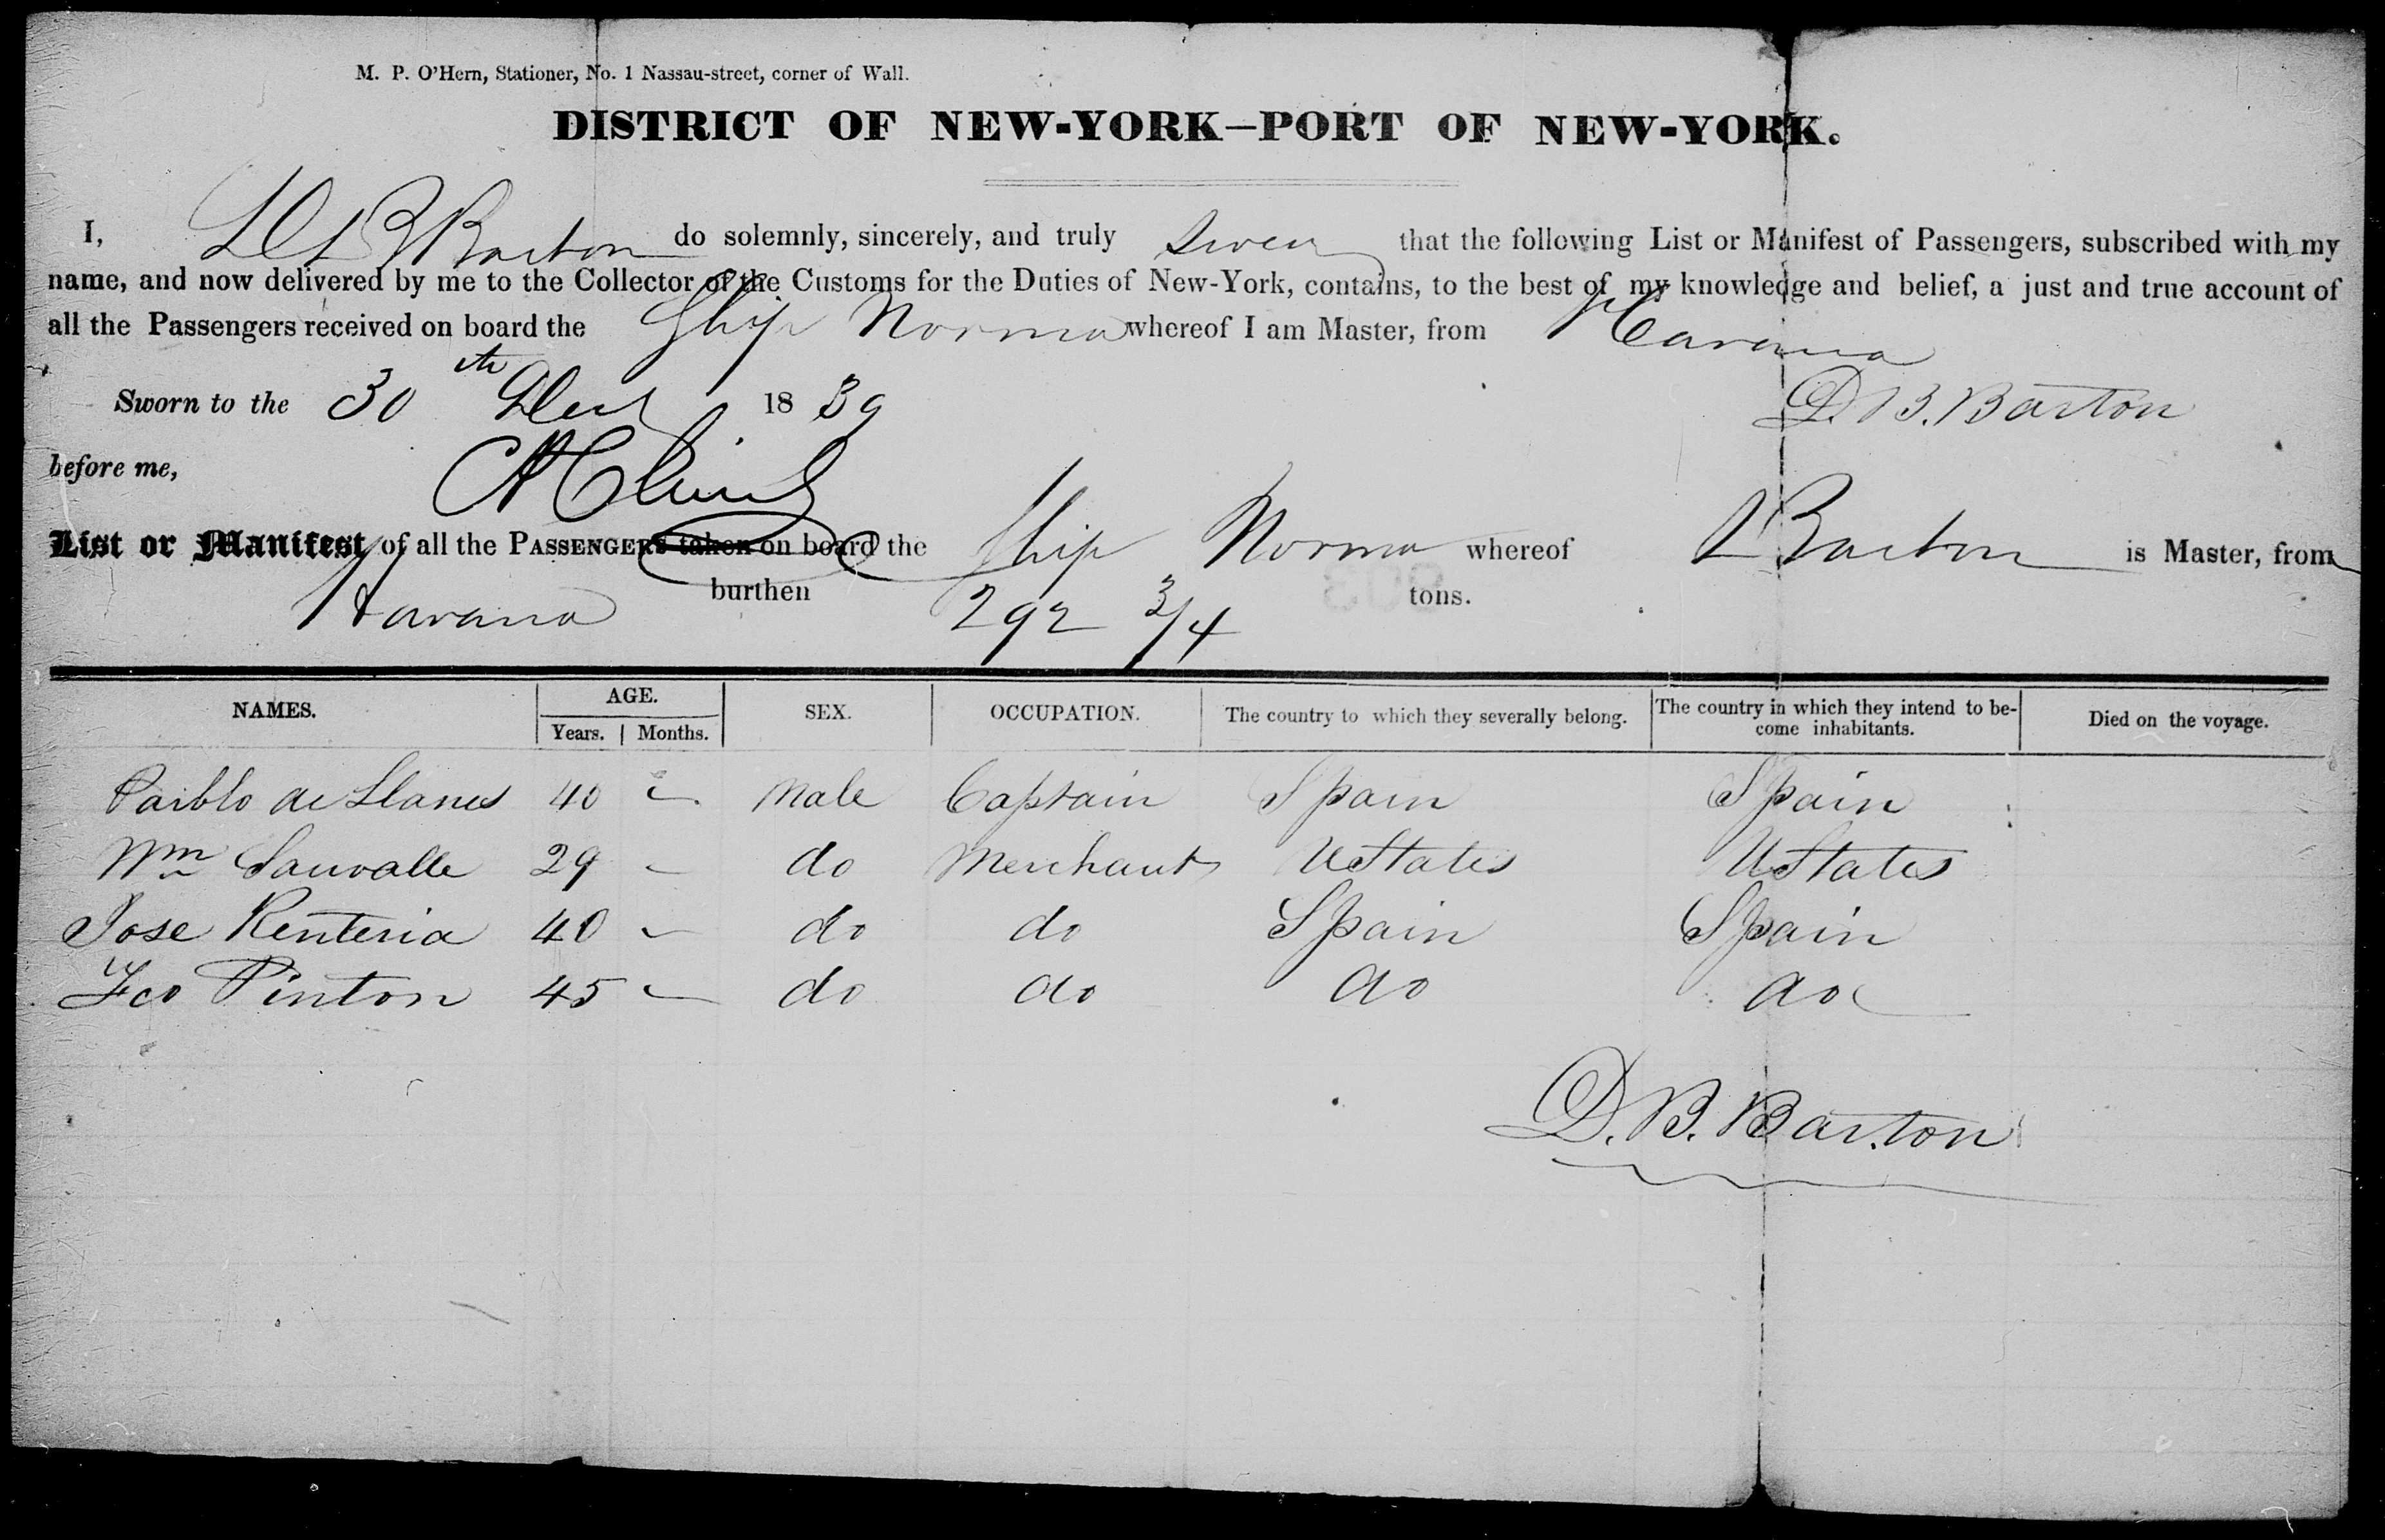 M. P. O'Hern, Stationer, No. 1 Nassau-street, corner of Wall.
DISTRICT OF NEW-YORK—PORT OF NEW-YORK.
I, Barton do solemnly, sincerely, and truly swear that the following List or Manifest of Passengers, subscribed with my
name, and now delivered by me to the Collector of the Customs for the Duties of New-York, contains, to the best of my knowledge and belief, a just and true account of
all the Passengers received on board the Ship Norma whereof I am Master, from Havana
Sworn to the 30th Decr 1839
D. B. Barton
before me,
List or Manifest of all the PASSENGERS taken on board the Ship Norma whereof Barton is Master, from
Havana burthen 292 3/4 tons.
NAMES. AGE. SEX. OCCUPATION. The country to which they severally belong. The country in which they intend to be-come inhabitants. Died on the voyage.
Years. Months.
Pablo de Llanes 40 - Male Captain Spain Spain
Wm Sauvalle 29 - do Merchant UStates UStates
Jose Renteria 40 - do do Spain Spain
Fco Pinton 45 - do do do do
D. B. Barton